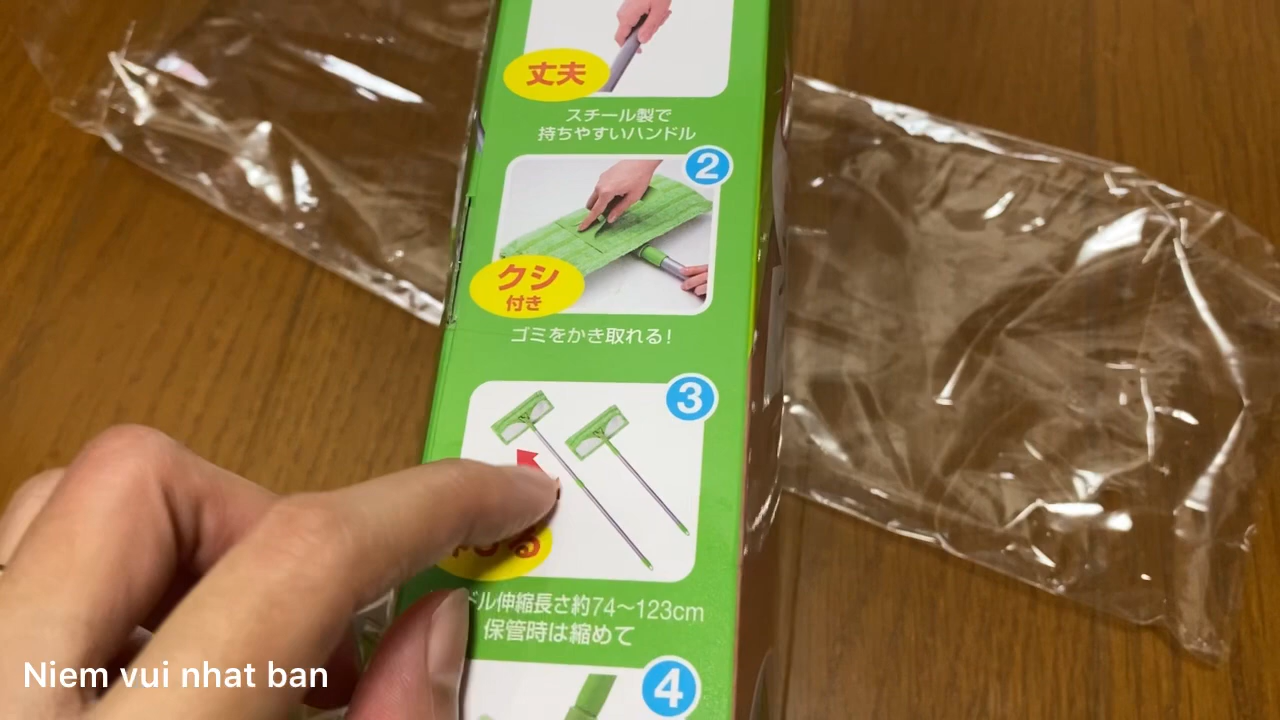 丈夫
スチール製で
持ちやすいハンドル
2
クシ
付き
ゴミをかき取れる!
3
ドル伸縮長さ約74〜123cm
保管時は縮めて
4
Niem vui nhat ban